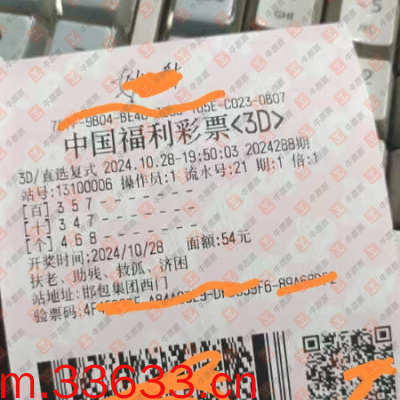 中国福利彩票<3D>
3D/直选复式 2024.10.28-19:50:03 2024288期
站号:13100006 操作员:1 流水号:21 期:1 倍:1
[百]3 5 7
[十]3 4 7
[个]4 6 8
开奖时间:2024/10/28 面额:54元
扶老、助残、救孤、济困
站地址:邯包集团西门
验票码:
m.33633.cn